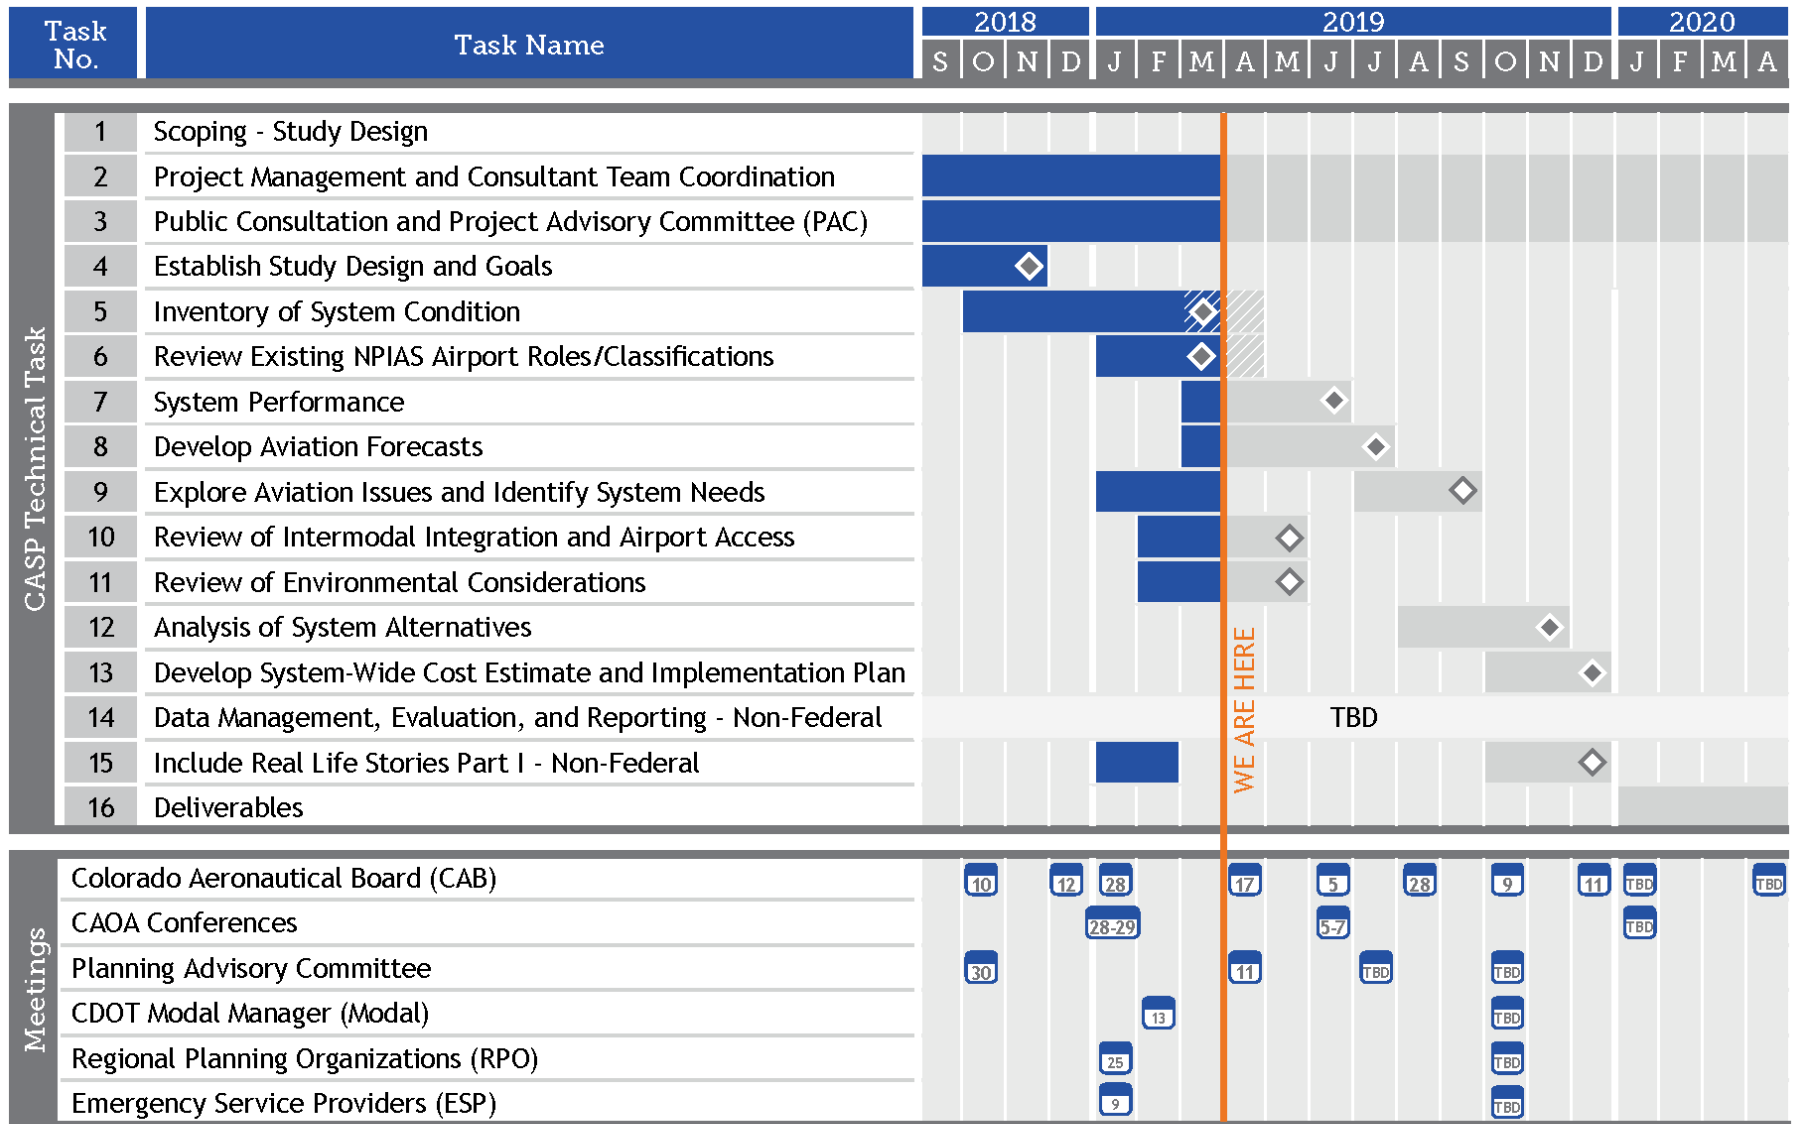 Task No.
Task Name
2018
2019
2020
S O N D J F M A M J J A S O N D J F M A
CASP Technical Task
1 Scoping - Study Design
2 Project Management and Consultant Team Coordination
3 Public Consultation and Project Advisory Committee (PAC)
4 Establish Study Design and Goals
5 Inventory of System Condition
6 Review Existing NPIAS Airport Roles/Classifications
7 System Performance
8 Develop Aviation Forecasts
9 Explore Aviation Issues and Identify System Needs
10 Review of Intermodal Integration and Airport Access
11 Review of Environmental Considerations
12 Analysis of System Alternatives
13 Develop System-Wide Cost Estimate and Implementation Plan
14 Data Management, Evaluation, and Reporting - Non-Federal TBD
15 Include Real Life Stories Part I - Non-Federal
16 Deliverables
WE ARE HERE
Meetings
Colorado Aeronautical Board (CAB) 10 12 28 17 5 28 9 11 TBD TBD
CAOA Conferences 28-29 5-7 TBD
Planning Advisory Committee 30 11 TBD TBD
CDOT Modal Manager (Modal) 13 TBD
Regional Planning Organizations (RPO) 25 TBD
Emergency Service Providers (ESP) 9 TBD